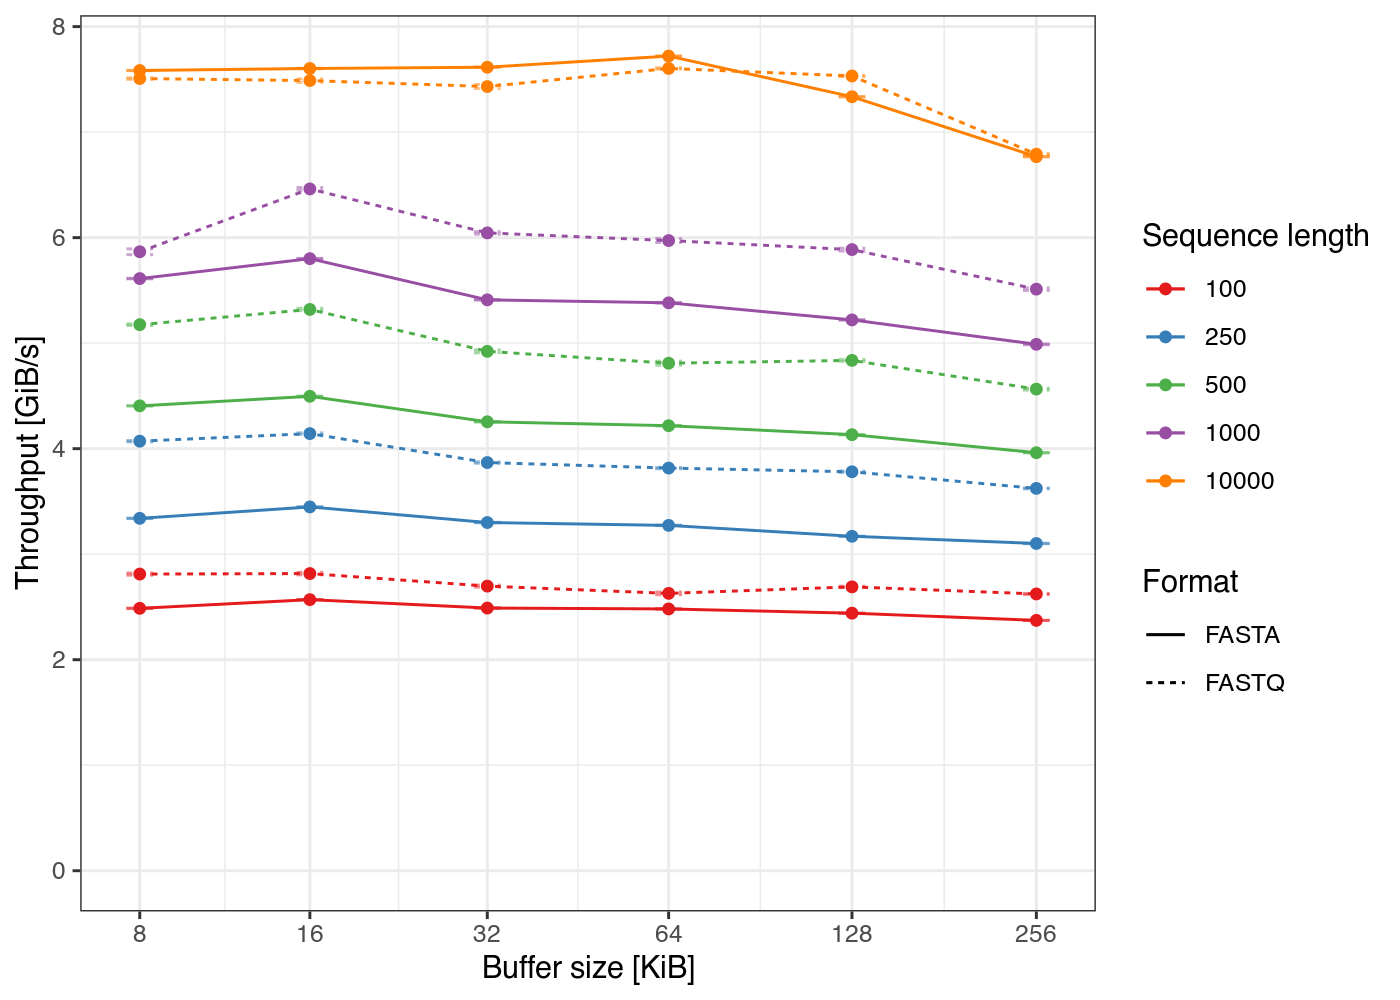 8
6
4
2
0
Throughput [GiB/s]
8 16 32 64 128 256
Buffer size [KiB]
Sequence length
100
250
500
1000
10000
Format
FASTA
FASTQ